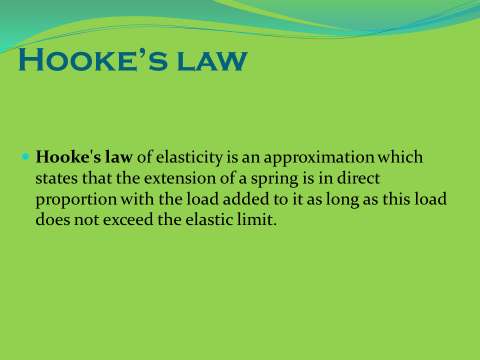 Hooke’s law
• Hooke's law of elasticity is an approximation which
states that the extension of a spring is in direct
proportion with the load added to it as long as this load
does not exceed the elastic limit.